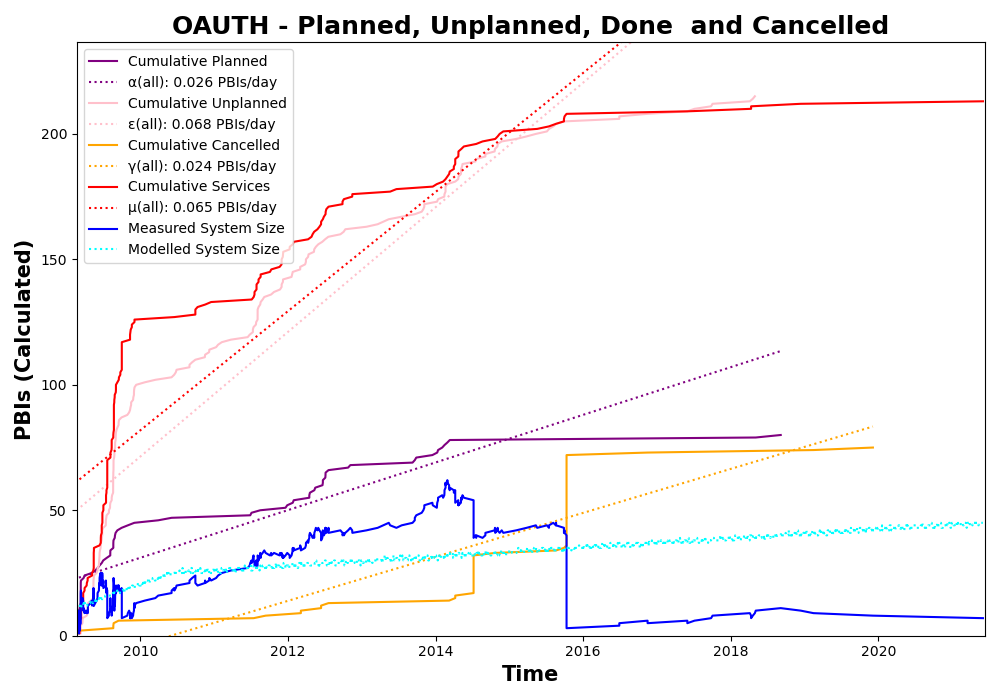 OAUTH - Planned, Unplanned, Done  and Cancelled
Cumulative Planned
α(all): 0.026 PBIs/day
Cumulative Unplanned
ε(all): 0.068 PBIs/day
Cumulative Cancelled
γ(all): 0.024 PBIs/day
Cumulative Services
μ(all): 0.065 PBIs/day
Measured System Size
Modelled System Size
PBIs (Calculated)
200
150
100
50
0
2010 2012 2014 2016 2018 2020
Time